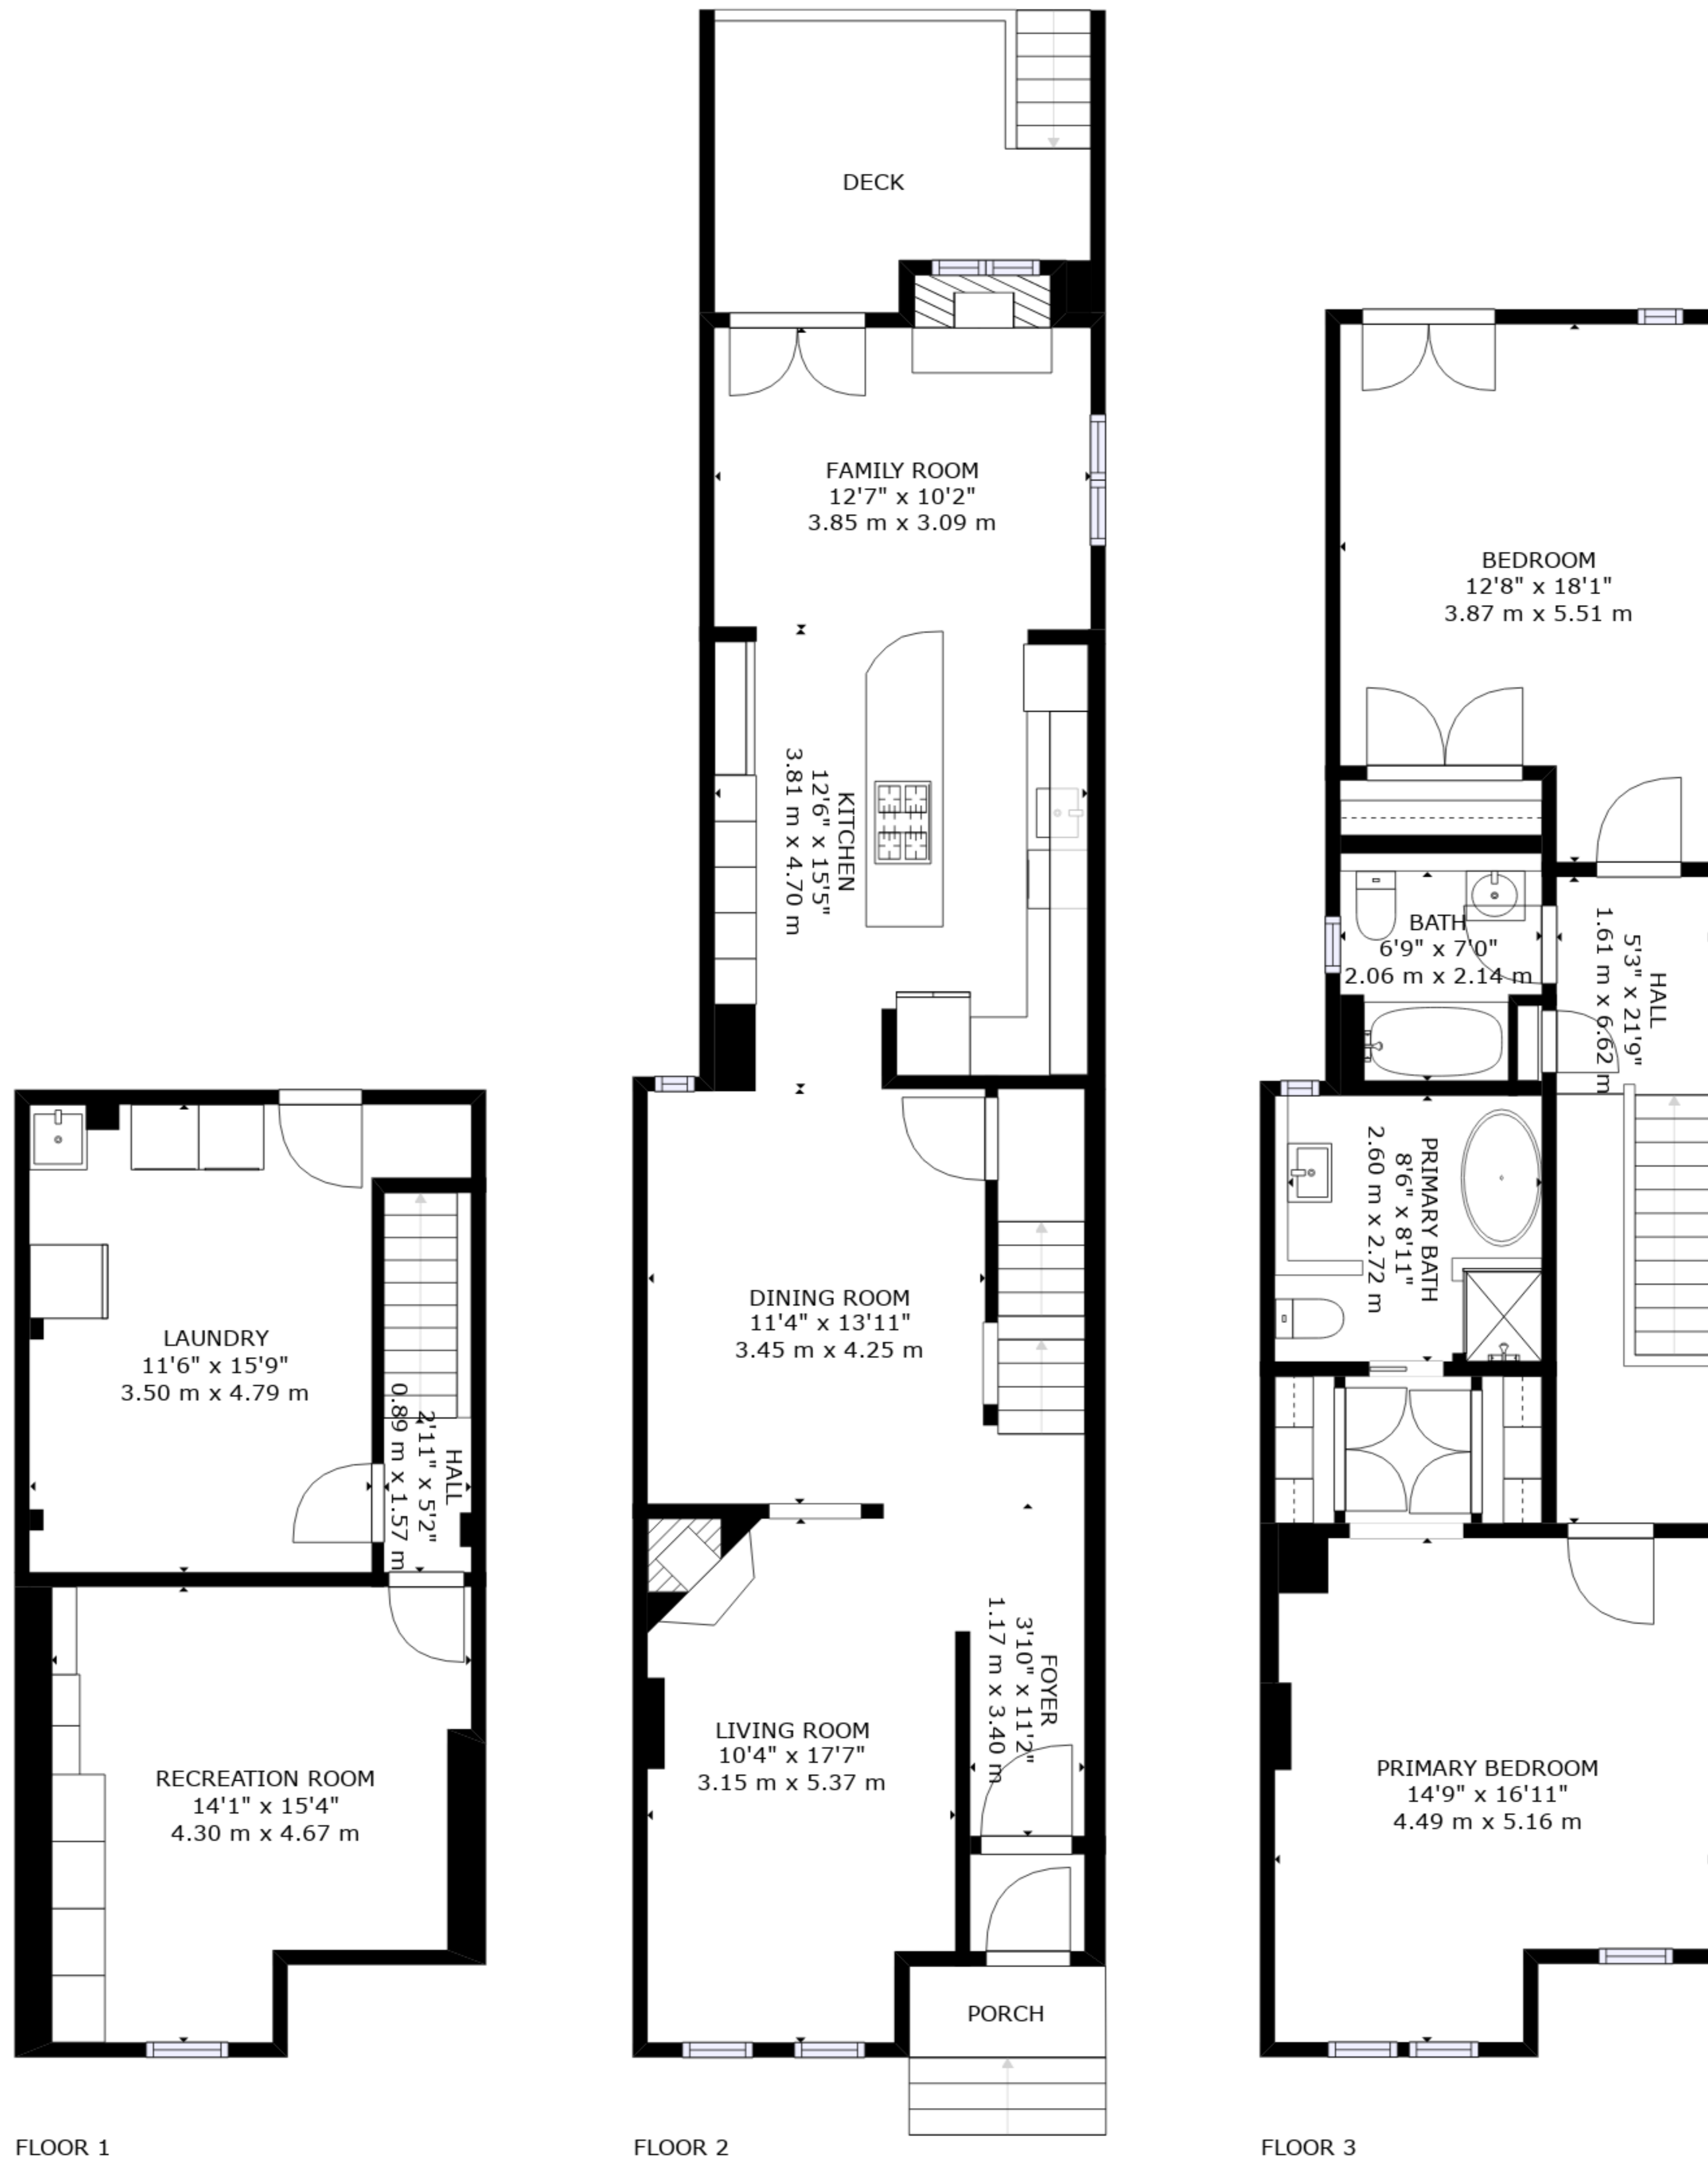 LAUNDRY
11'6" x 15'9"
3.50 m x 4.79 m
HALL
2'11" x 5'2"
0.89 m x 1.57 m
RECREATION ROOM
14'1" x 15'4"
4.30 m x 4.67 m
FLOOR 1
DECK
FAMILY ROOM
12'7" x 10'2"
3.85 m x 3.09 m
KITCHEN
12'6" x 15'5"
3.81 m x 4.70 m
DINING ROOM
11'4" x 13'11"
3.45 m x 4.25 m
FOYER
3'10" x 11'2"
1.17 m x 3.40 m
LIVING ROOM
10'4" x 17'7"
3.15 m x 5.37 m
PORCH
FLOOR 2
BEDROOM
12'8" x 18'1"
3.87 m x 5.51 m
BATH
6'9" x 7'0"
2.06 m x 2.14 m
HALL
5'3" x 21'9"
1.61 m x 6.62 m
PRIMARY BATH
8'6" x 8'11"
2.60 m x 2.72 m
PRIMARY BEDROOM
14'9" x 16'11"
4.49 m x 5.16 m
FLOOR 3